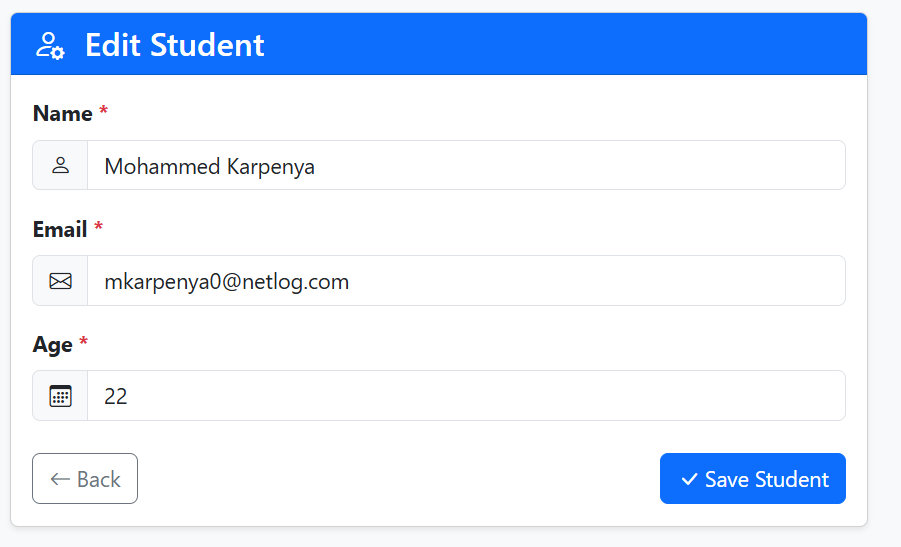 Edit Student
Name *
Mohammed Karpenya
Email *
mkarpenya0@netlog.com
Age *
22
Back
Save Student